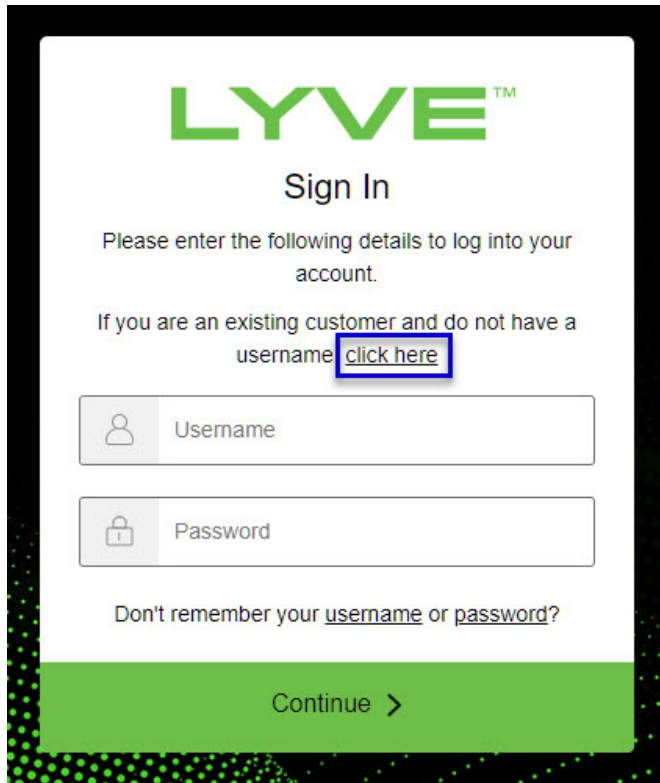 LYVE™
Sign In
Please enter the following details to log into your
account.
If you are an existing customer and do not have a
username click here
Username
Password
Don't remember your username or password?
Continue